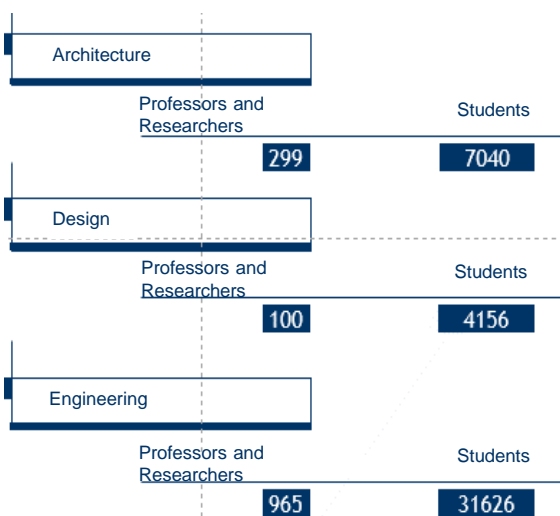 Architecture
Professors and Students
Researchers
299 7040
Design
Professors and Students
Researchers
100 4156
Engineering
Professors and Students
Researchers
965 31626